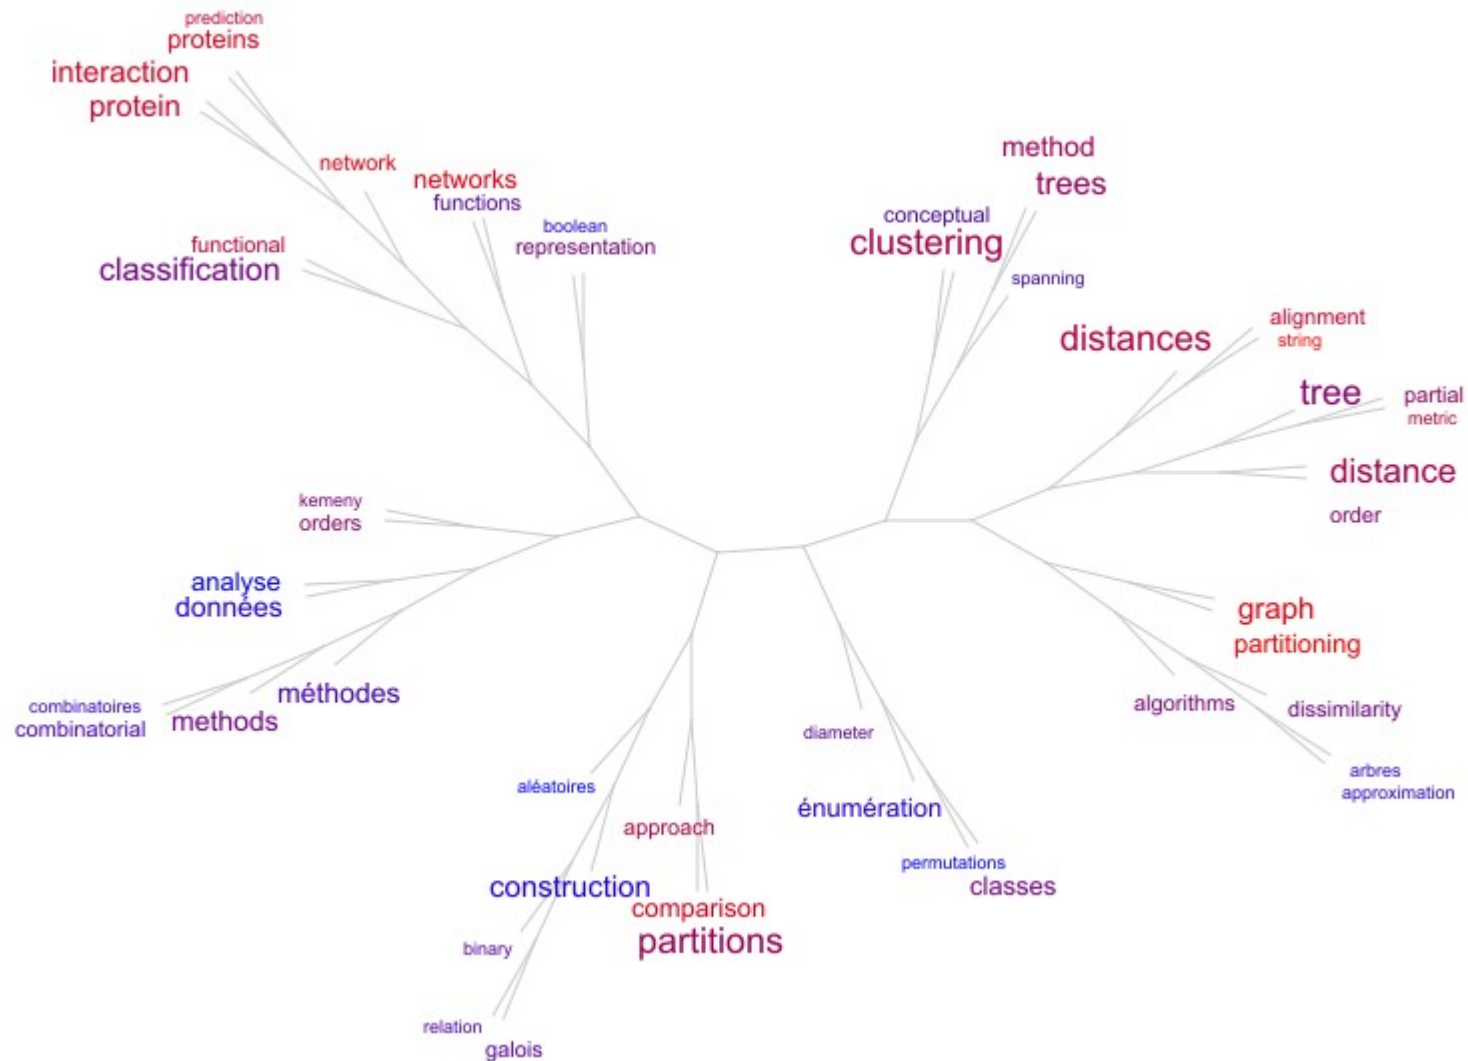 prediction
proteins
interaction
protein
network
networks
functions
boolean
representation
functional
classification
method
trees
conceptual
clustering
spanning
distances
alignment
string
tree
partial
metric
distance
order
kemeny
orders
analyse
données
graph
partitioning
méthodes
combinatoires
combinatorial
methods
algorithms
dissimilarity
diameter
arbres
approximation
aléatoires
énumération
approach
permutations
classes
construction
comparison
partitions
binary
relation
galois